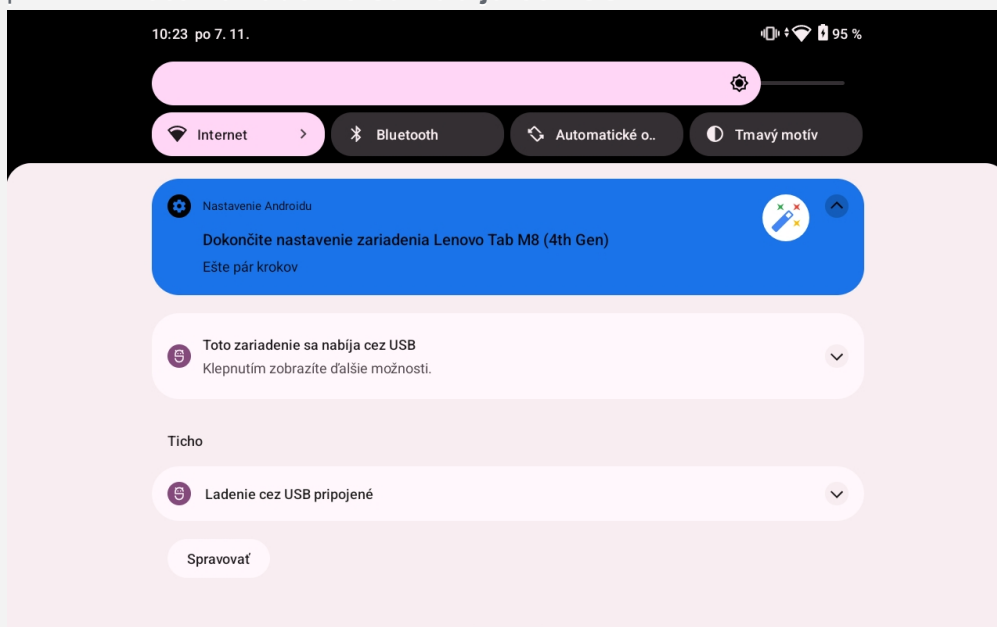 10:23 po 7. 11.
95 %
Internet
Bluetooth
Automatické o..
Tmavý motív
Nastavenie Androidu
Dokončite nastavenie zariadenia Lenovo Tab M8 (4th Gen)
Ešte pár krokov
Toto zariadenie sa nabíja cez USB
Klepnutím zobrazíte ďalšie možnosti.
Ticho
Ladenie cez USB pripojené
Spravovať